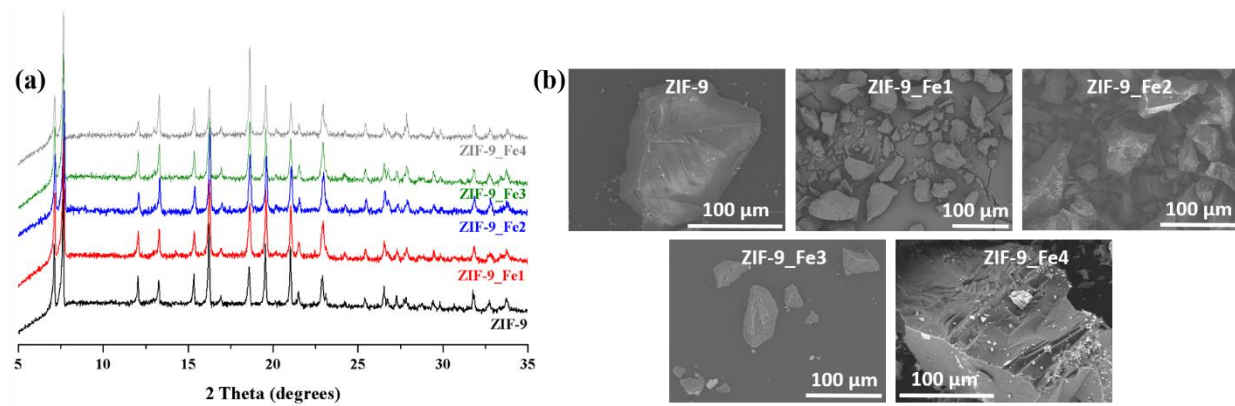 (a)
ZIF-9_Fe4
ZIF-9_Fe3
ZIF-9_Fe2
ZIF-9_Fe1
ZIF-9
5 10 15 20 25 30 35
2 Theta (degrees)
(b)
ZIF-9
100 µm
ZIF-9_Fe1
100 µm
ZIF-9_Fe2
100 µm
ZIF-9_Fe3
100 µm
ZIF-9_Fe4
100 µm